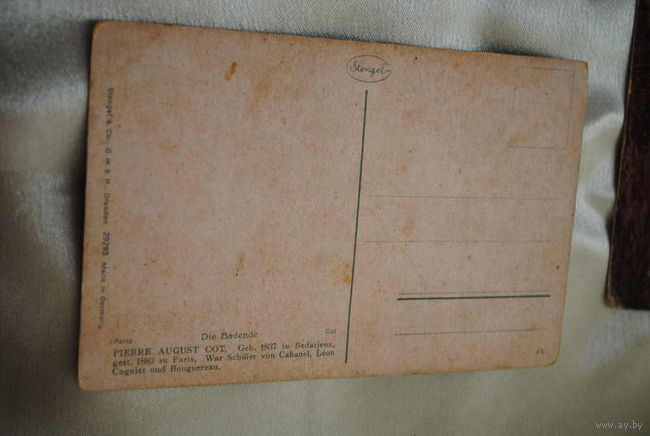 Stengel
Stengel & Co., G. m. b. H., Dresden 29298 Made in Germany
Die Badende
Paris
Cot
PIERRE AUGUST COT. Geb. 1837 in Bedarieux,
gest. 1883 zu Paris. War Schüler von Cabanel, Léon
Cogniet und Bouguereau.
www.ay.by